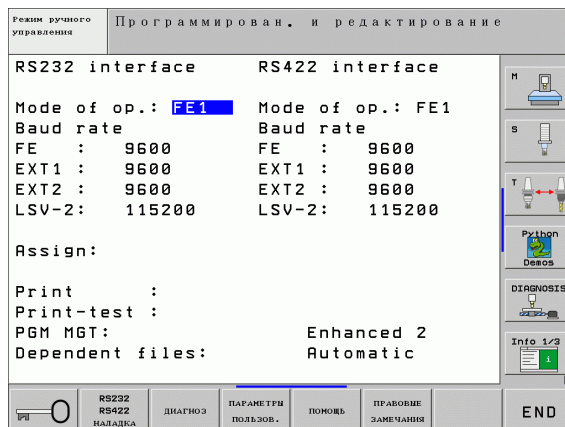 Режим ручного управления
Программирован. и редактирование
RS232 interface RS422 interface
Mode of op.: FE1 Mode of op.: FE1
Baud rate Baud rate
FE : 9600 FE : 9600
EXT1 : 9600 EXT1 : 9600
EXT2 : 9600 EXT2 : 9600
LSV-2: 115200 LSV-2: 115200
Assign:
Print :
Print-test :
PGM MGT: Enhanced 2
Dependent files: Automatic
M
S
T
Python Demos
DIAGNOSIS
Info 1/3
i
RS232 RS422 НАЛАДКА
ДИАГНОЗ
ПАРАМЕТРЫ ПОЛЬЗОВ.
ПОМОЩЬ
ПРАВОВЫЕ ЗАМЕЧАНИЯ
END